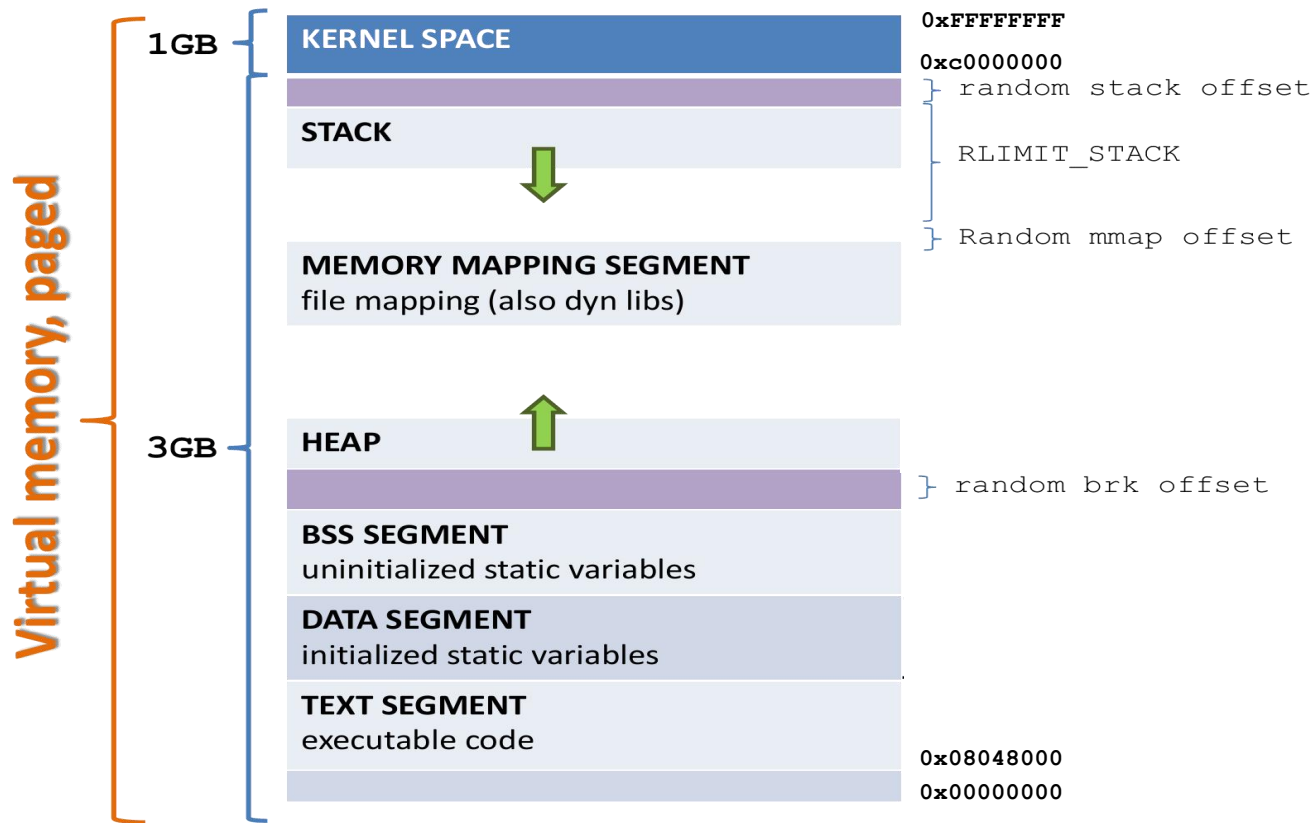 0xFFFFFFFF
1GB
KERNEL SPACE
0xc0000000
random stack offset
STACK
RLIMIT_STACK
Random mmap offset
MEMORY MAPPING SEGMENT
file mapping (also dyn libs)
Virtual memory, paged
3GB
HEAP
random brk offset
BSS SEGMENT
uninitialized static variables
DATA SEGMENT
initialized static variables
TEXT SEGMENT
executable code
0x08048000
0x00000000